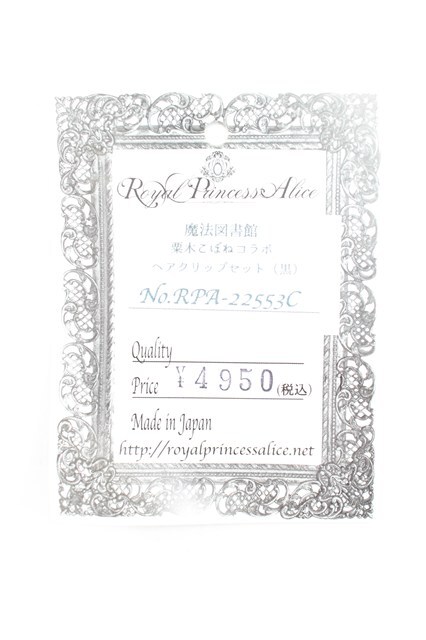 Royal Princess Alice
魔法図書館
栗木こばねコラボ
ヘアクリップセット（黒）
No.RPA-22553C
Quality
Price ¥4950(税込)
Made in Japan
http://royalprincessalice.net